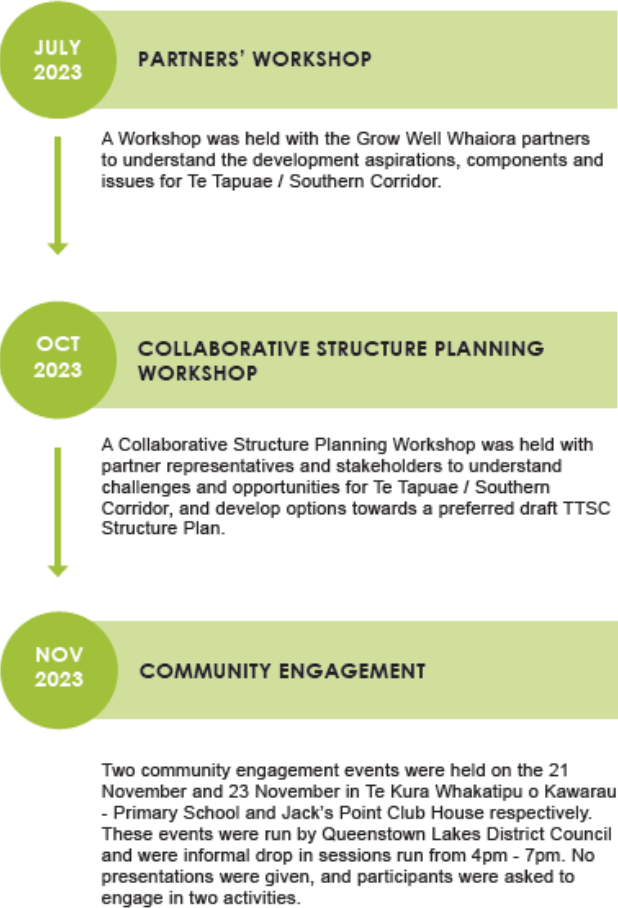 JULY
2023
PARTNERS' WORKSHOP
A Workshop was held with the Grow Well Whaiora partners
to understand the development aspirations, components and
issues for Te Tapuae / Southern Corridor.
OCT
2023
COLLABORATIVE STRUCTURE PLANNING
WORKSHOP
A Collaborative Structure Planning Workshop was held with
partner representatives and stakeholders to understand
challenges and opportunities for Te Tapuae / Southern
Corridor, and develop options towards a preferred draft TTSC
Structure Plan.
NOV
2023
COMMUNITY ENGAGEMENT
Two community engagement events were held on the 21
November and 23 November in Te Kura Whakatipu o Kawarau
- Primary School and Jack's Point Club House respectively.
These events were run by Queenstown Lakes District Council
and were informal drop in sessions run from 4pm - 7pm. No
presentations were given, and participants were asked to
engage in two activities.